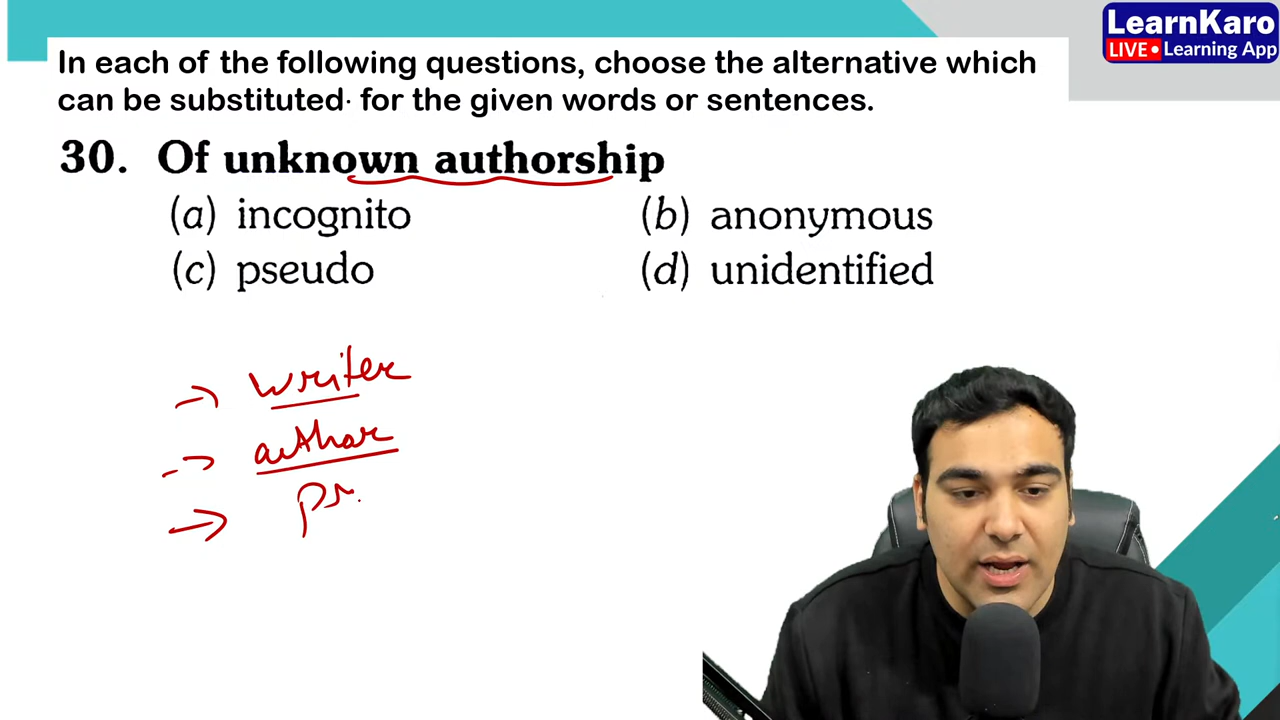 LearnKaro
LIVE • Learning App
In each of the following questions, choose the alternative which
can be substituted for the given words or sentences.
30. Of unknown authorship
(a) incognito
(b) anonymous
(c) pseudo
(d) unidentified
→ writer
→ author
→ pr.